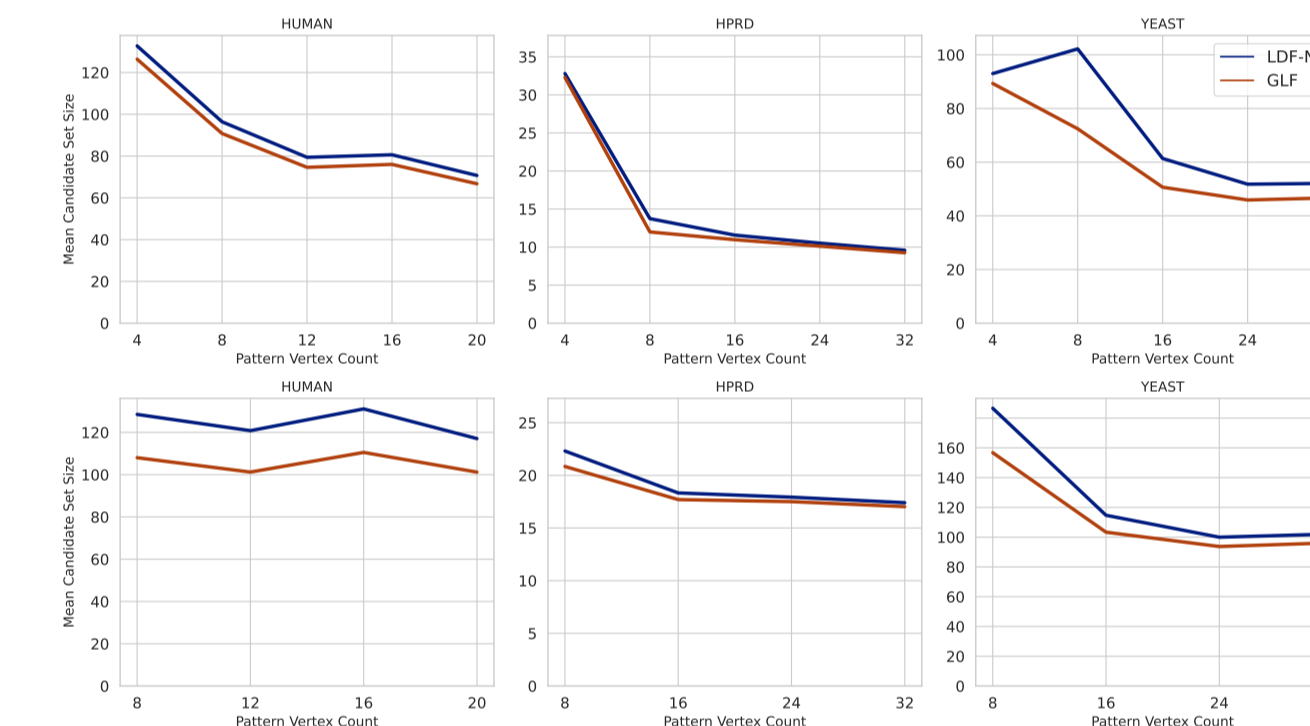 HUMAN
120
100
80
60
40
20
0
Mean Candidate Set Size
4 8 12 16 20
Pattern Vertex Count
HPRD
35
30
25
20
15
10
5
0
4 8 16 24 32
Pattern Vertex Count
YEAST
100
80
60
40
20
0
LDF-N
GLF
4 8 16 24
Pattern Vertex Count
HUMAN
120
100
80
60
40
20
0
Mean Candidate Set Size
8 12 16 20
Pattern Vertex Count
HPRD
25
20
15
10
5
0
8 16 24 32
Pattern Vertex Count
YEAST
160
140
120
100
80
60
40
20
0
8 16 24
Pattern Vertex Count